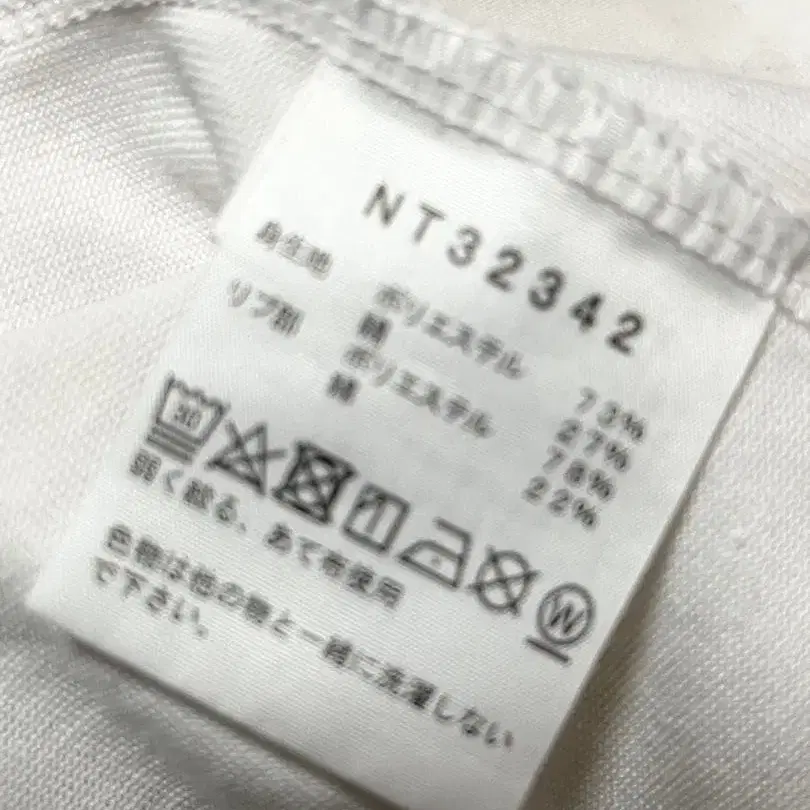 NT32342
身生地 ポリエステル 73%
綿 27%
リブ部 ポリエステル 78%
綿 22%
弱く絞る、あて布使用
色物は他の物と一緒に洗濯しない
で下さい。